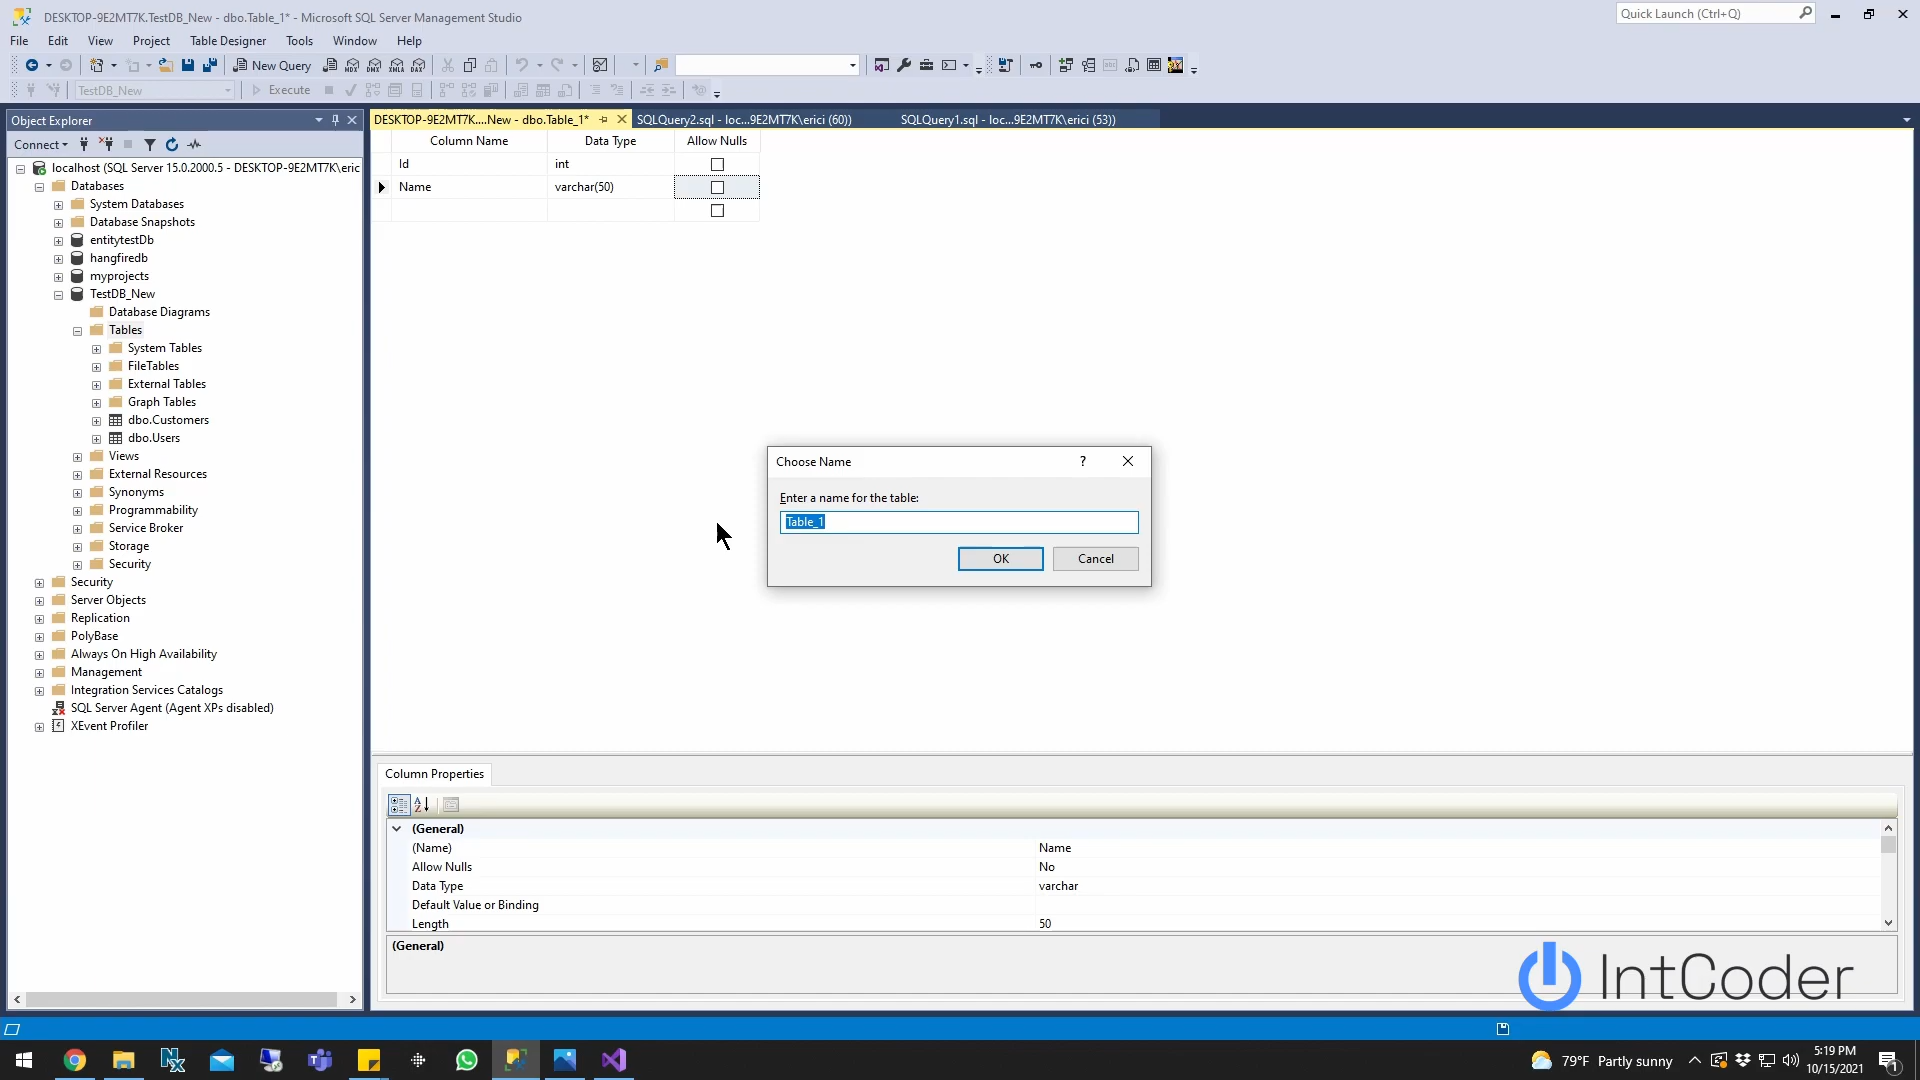 DESKTOP-9E2MT7K.TestDB_New - dbo.Table_1* - Microsoft SQL Server Management Studio
Quick Launch (Ctrl+Q)
File Edit View Project Table Designer Tools Window Help
New Query
MDX DMX XMLA DAX
TestDB_New
Execute
Object Explorer
Connect
localhost (SQL Server 15.0.2000.5 - DESKTOP-9E2MT7K\eric
Databases
System Databases
Database Snapshots
entitytestDb
hangfiredb
myprojects
TestDB_New
Database Diagrams
Tables
System Tables
FileTables
External Tables
Graph Tables
dbo.Customers
dbo.Users
Views
External Resources
Synonyms
Programmability
Service Broker
Storage
Security
Security
Server Objects
Replication
PolyBase
Always On High Availability
Management
Integration Services Catalogs
SQL Server Agent (Agent XPs disabled)
XEvent Profiler
DESKTOP-9E2MT7K....New - dbo.Table_1* SQLQuery2.sql - loc...9E2MT7K\erici (60)) SQLQuery1.sql - loc...9E2MT7K\erici (53))
Column Name Data Type Allow Nulls
Id int
Name varchar(50)
Choose Name ?
Enter a name for the table:
Table_1
OK Cancel
Column Properties
(General)
(Name) Name
Allow Nulls No
Data Type varchar
Default Value or Binding
Length 50
(General)
IntCoder
79°F Partly sunny
5:19 PM
10/15/2021
1